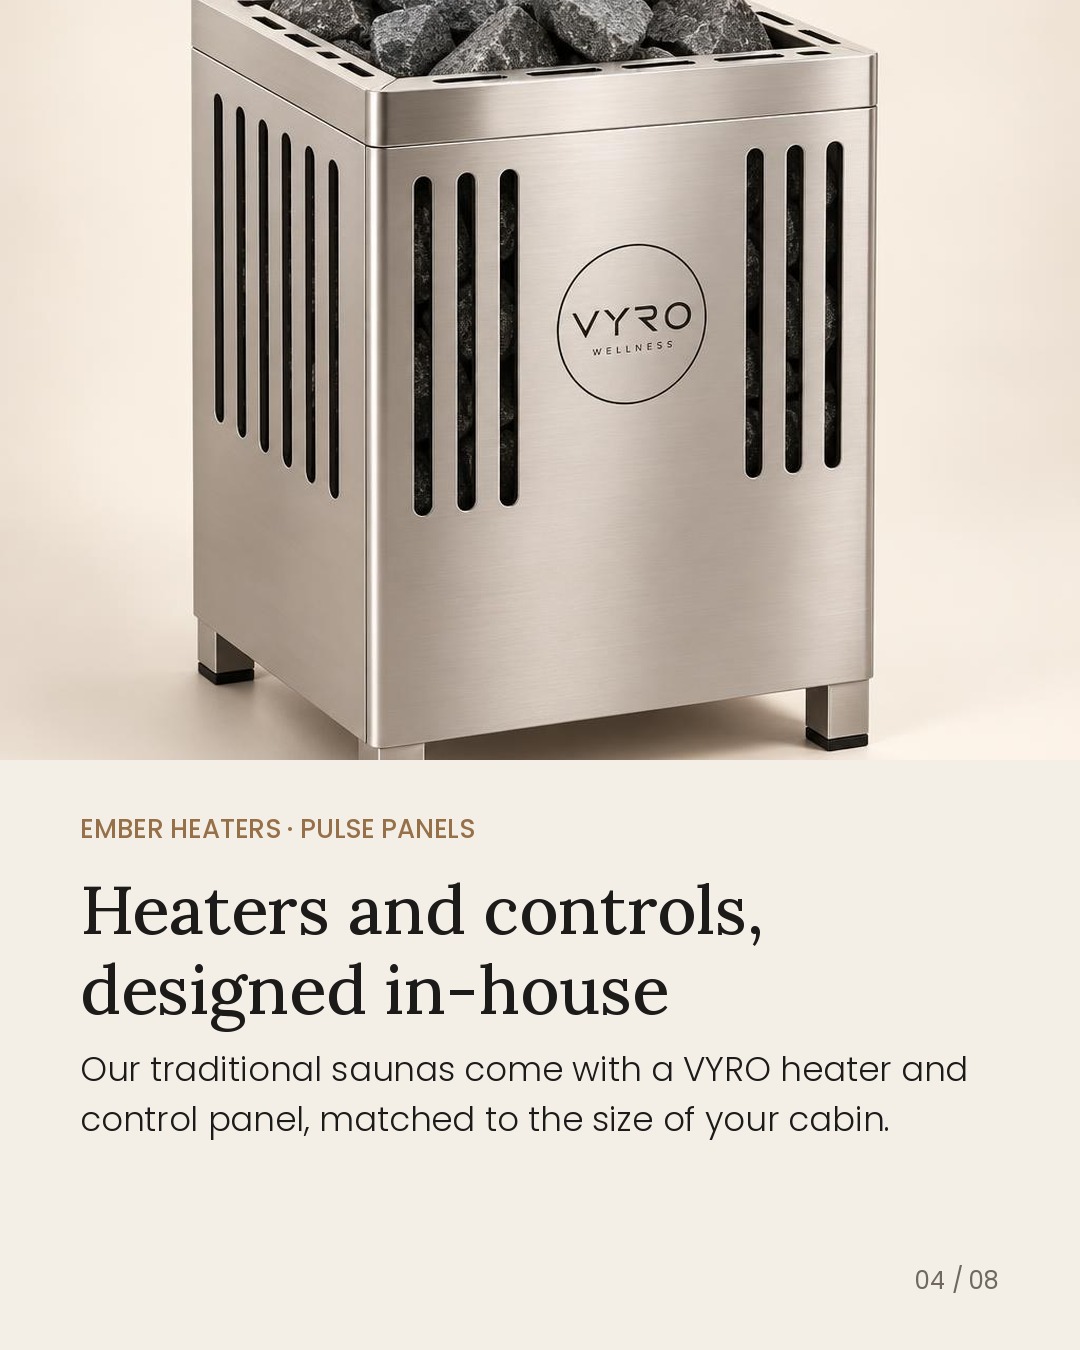 VYRO
WELLNESS
EMBER HEATERS · PULSE PANELS
Heaters and controls,
designed in-house
Our traditional saunas come with a VYRO heater and
control panel, matched to the size of your cabin.
04 / 08